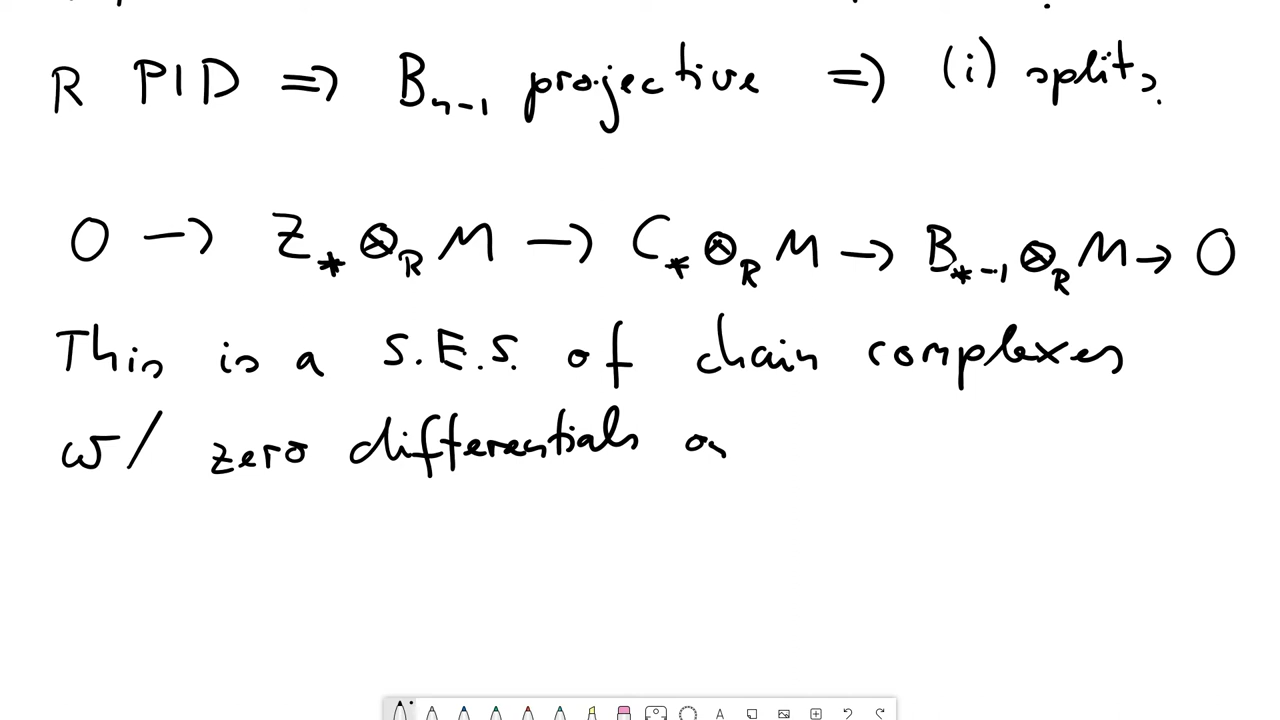 R PID => B_{n-1} projective => (i) splits.
0 → Z_* ⊗_R M → C_* ⊗_R M → B_{*-1} ⊗_R M → 0
This is a S.E.S. of chain complexes
w/ zero differentials on